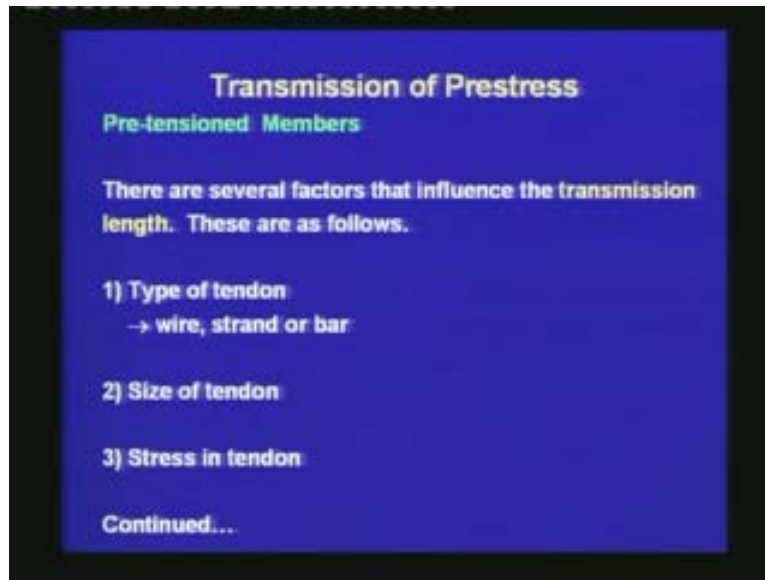 Transmission of Prestress
Pre-tensioned Members
There are several factors that influence the transmission
length. These are as follows.
1) Type of tendon
→ wire, strand or bar
2) Size of tendon
3) Stress in tendon
Continued...